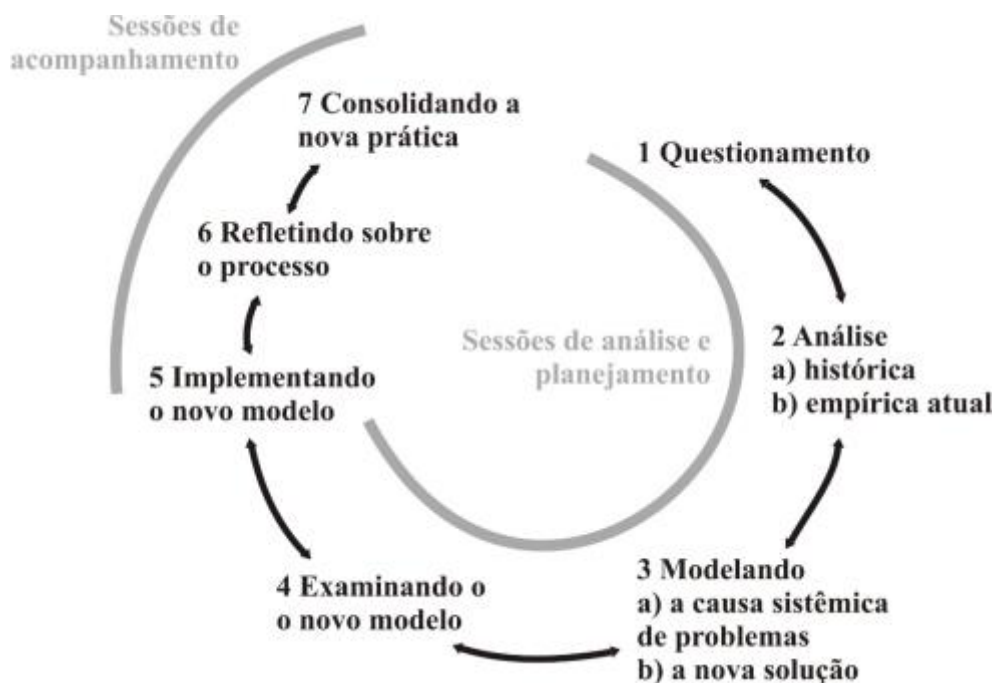 Sessões de
acompanhamento
7 Consolidando a
nova prática
1 Questionamento
6 Refletindo sobre
o processo
Sessões de análise e
planejamento
2 Análise
a) histórica
b) empírica atual
5 Implementando
o novo modelo
4 Examinando o
o novo modelo
3 Modelando
a) a causa sistêmica
de problemas
b) a nova solução